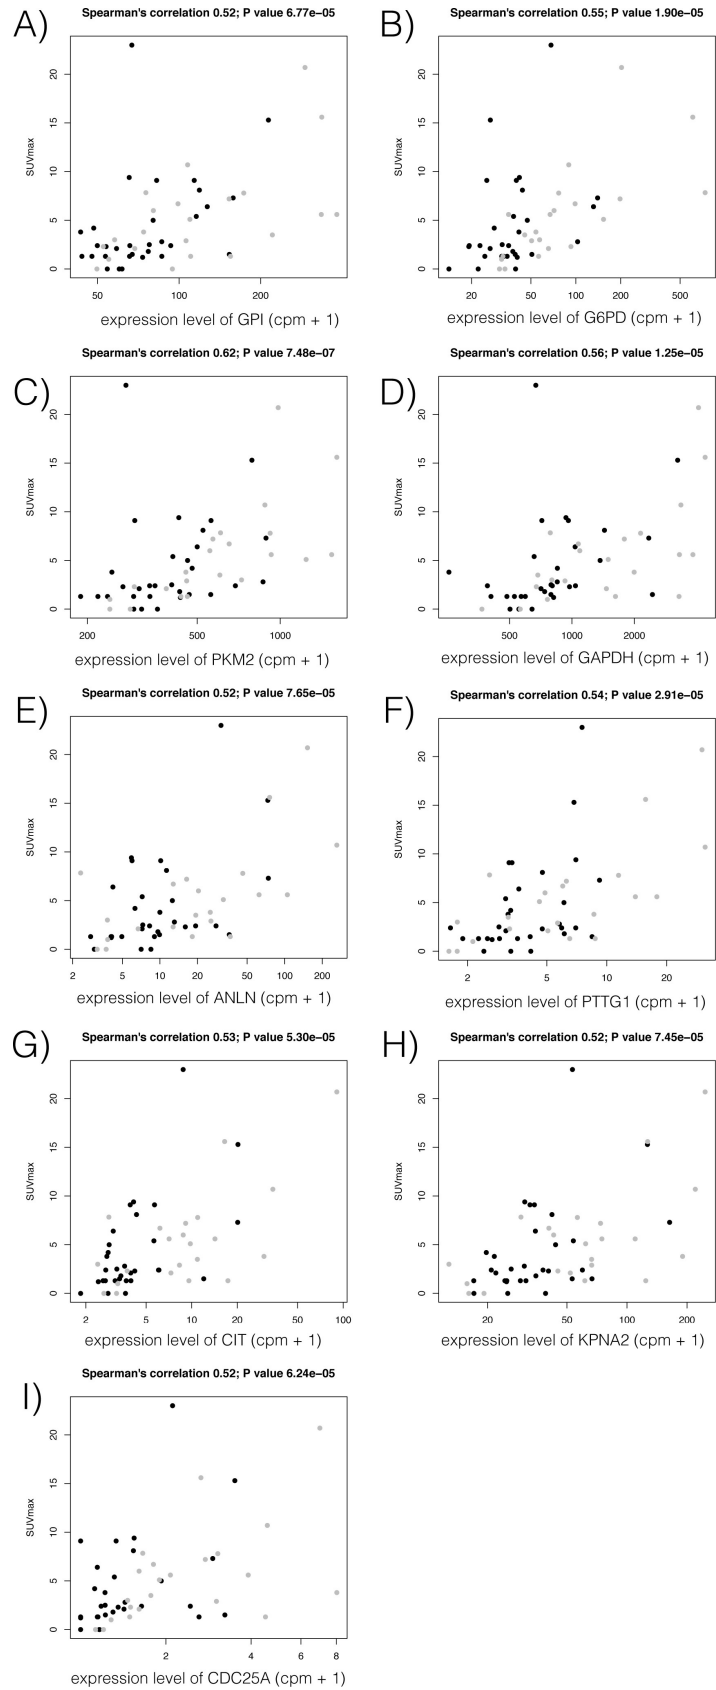 A)
Spearman's correlation 0.52; P value 6.77e−05
SUVmax
0 5 10 15 20
50 100 200
expression level of GPI (cpm + 1)
B)
Spearman's correlation 0.55; P value 1.90e−05
SUVmax
0 5 10 15 20
20 50 100 200 500
expression level of G6PD (cpm + 1)
C)
Spearman's correlation 0.62; P value 7.48e−07
SUVmax
0 5 10 15 20
200 500 1000
expression level of PKM2 (cpm + 1)
D)
Spearman's correlation 0.56; P value 1.25e−05
SUVmax
0 5 10 15 20
500 1000 2000
expression level of GAPDH (cpm + 1)
E)
Spearman's correlation 0.52; P value 7.65e−05
SUVmax
0 5 10 15 20
2 5 10 20 50 100 200
expression level of ANLN (cpm + 1)
F)
Spearman's correlation 0.54; P value 2.91e−05
SUVmax
0 5 10 15 20
2 5 10 20
expression level of PTTG1 (cpm + 1)
G)
Spearman's correlation 0.53; P value 5.30e−05
SUVmax
0 5 10 15 20
2 5 10 20 50 100
expression level of CIT (cpm + 1)
H)
Spearman's correlation 0.52; P value 7.45e−05
SUVmax
0 5 10 15 20
20 50 100 200
expression level of KPNA2 (cpm + 1)
I)
Spearman's correlation 0.52; P value 6.24e−05
SUVmax
0 5 10 15 20
2 4 6 8
expression level of CDC25A (cpm + 1)